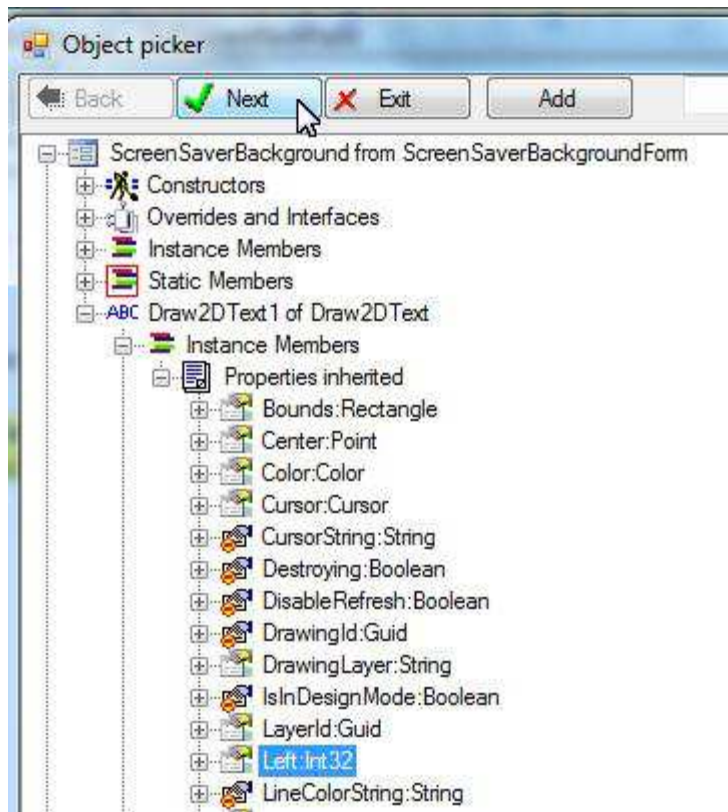 Object picker
Back Next Exit Add
ScreenSaverBackground from ScreenSaverBackgroundForm
Constructors
Overrides and Interfaces
Instance Members
Static Members
ABC Draw2DText1 of Draw2DText
Instance Members
Properties inherited
Bounds:Rectangle
Center:Point
Color:Color
Cursor:Cursor
CursorString:String
Destroying:Boolean
DisableRefresh:Boolean
DrawingId:Guid
DrawingLayer:String
IsInDesignMode:Boolean
LayerId:Guid
Left:Int32
LineColorString:String